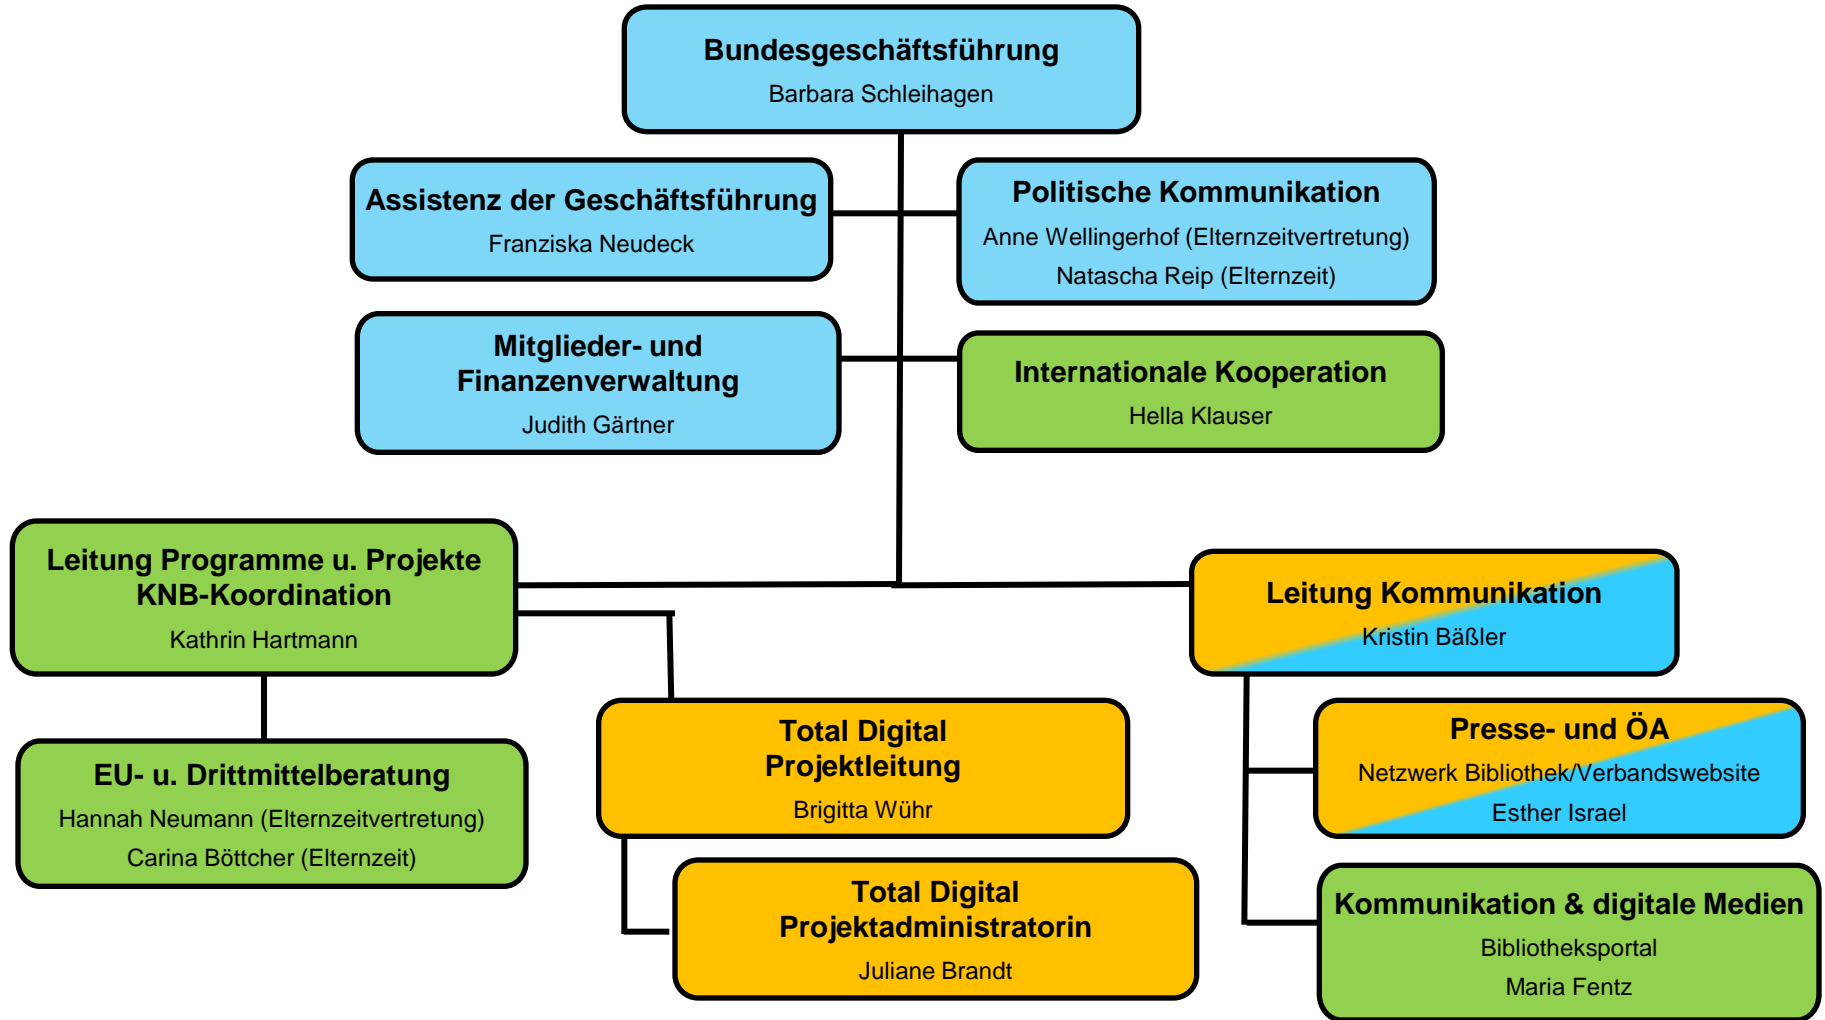 Bundesgeschäftsführung
Barbara Schleihagen
Assistenz der Geschäftsführung
Franziska Neudeck
Politische Kommunikation
Anne Wellingerhof (Elternzeitvertretung)
Natascha Reip (Elternzeit)
Mitglieder- und
Finanzenverwaltung
Judith Gärtner
Internationale Kooperation
Hella Klauser
Leitung Programme u. Projekte
KNB-Koordination
Kathrin Hartmann
Leitung Kommunikation
Kristin Bäßler
EU- u. Drittmittelberatung
Hannah Neumann (Elternzeitvertretung)
Carina Böttcher (Elternzeit)
Total Digital
Projektleitung
Brigitta Wühr
Total Digital
Projektadministratorin
Juliane Brandt
Presse- und ÖA
Netzwerk Bibliothek/Verbandswebsite
Esther Israel
Kommunikation & digitale Medien
Bibliotheksportal
Maria Fentz